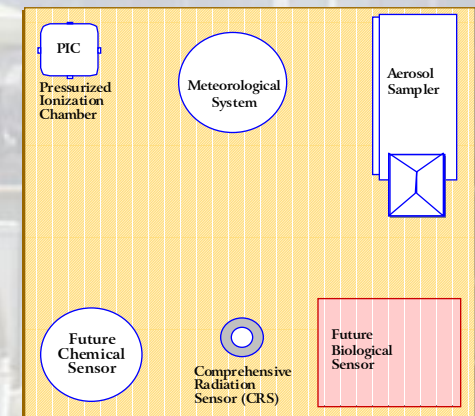 PIC
Pressurized
Ionization
Chamber
Meteorological
System
Aerosol
Sampler
Future
Chemical
Sensor
Comprehensive
Radiation
Sensor (CRS)
Future
Biological
Sensor